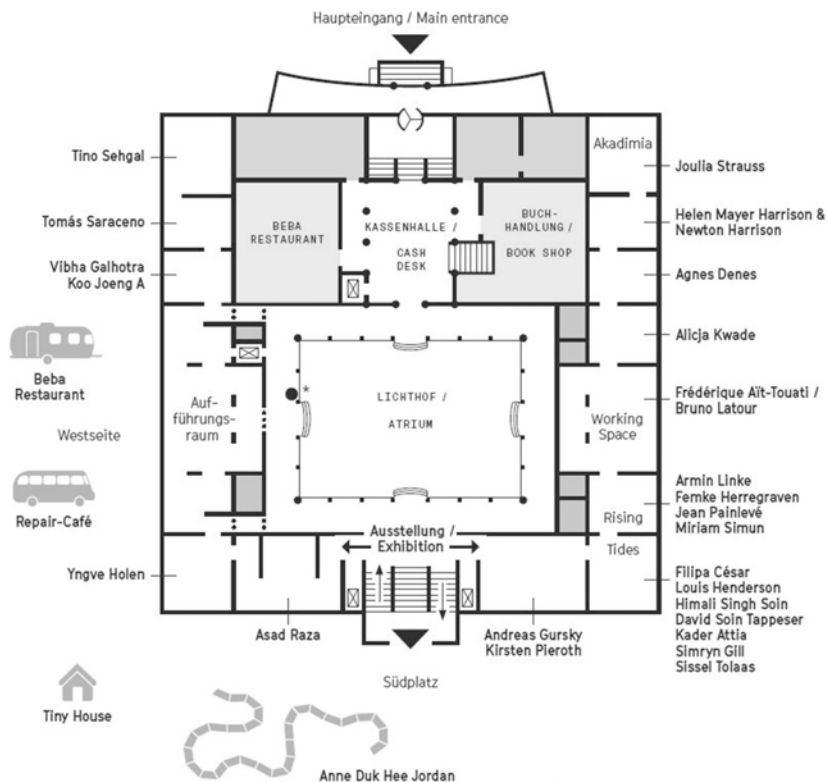 Haupteingang / Main entrance
Tino Sehgal
Tomás Saraceno
Vibha Galhotra
Koo Joeng A
BEBA
RESTAURANT
KASSENHALLE /
CASH
DESK
BUCH-
HANDLUNG /
BOOK SHOP
Akadimia
Joulia Strauss
Helen Mayer Harrison &
Newton Harrison
Agnes Denes
Alicja Kwade
Beba
Restaurant
Westseite
Repair-Café
Auf-
führungs-
raum
*
LICHTHOF /
ATRIUM
Working
Space
Frédérique Aït-Touati /
Bruno Latour
Rising
Tides
Armin Linke
Femke Herregraven
Jean Painlevé
Miriam Simun
Ausstellung /
Exhibition
Yngve Holen
Asad Raza
Andreas Gursky
Kirsten Pieroth
Filipa César
Louis Henderson
Himali Singh Soin
David Soin Tappeser
Kader Attia
Simryn Gill
Sissel Tolaas
Südplatz
Tiny House
Anne Duk Hee Jordan